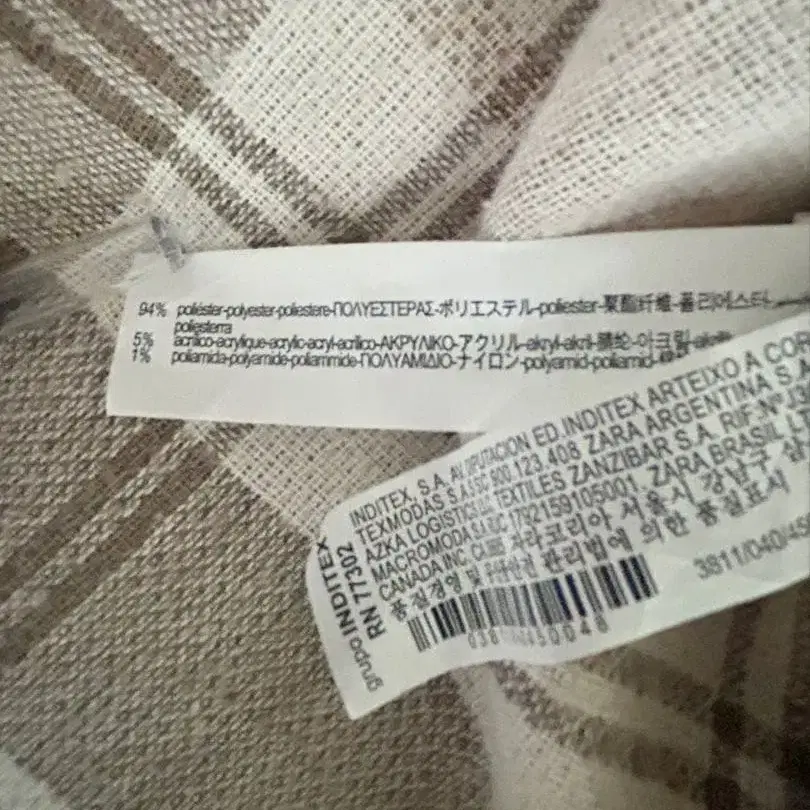 94% poliéster-polyester-poliestere-ΠΟΛΥΕΣΤΕΡΑΣ-ポリエステル-poliester-聚酯纤维-폴리에스터-
poliesterra
5% acrílico-acrylique-acrylic-acryl-acrilico-ΑΚΡΥΛΙΚΟ-アクリル-akryl-akril-腈纶-아크릴-
1% poliamida-polyamide-poliammide-ΠΟΛΥΑΜΙΔΙΟ-ナイロン-polyamid-poliamid-
grupo INDITEX
RN 77302
INDITEX, S.A. AV. DIPUTACION ED.INDITEX ARTEIXO A COR
TEXMODAS S.A.S 900.123.408 ZARA ARGENTINA S.A
AZKA LOGISTICS TEXTILES ZANZIBAR S.A. RIF:Nº
MACROMODA S.A. 1792159105001, ZARA BRASIL,
CANADA INC. 자라코리아 서울시 강남구
품질경영 및 관리법에 의한 품질표시
3811/040/45